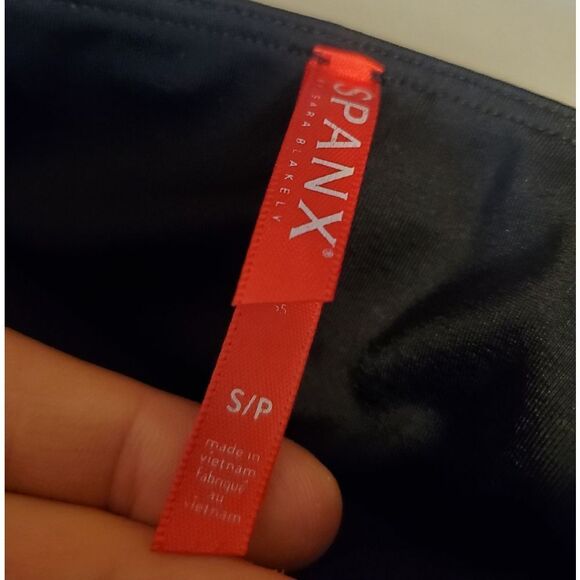 SPANX®
SARA BLAKELY
S/P
made in
vietnam
fabriqué
au
vietnam